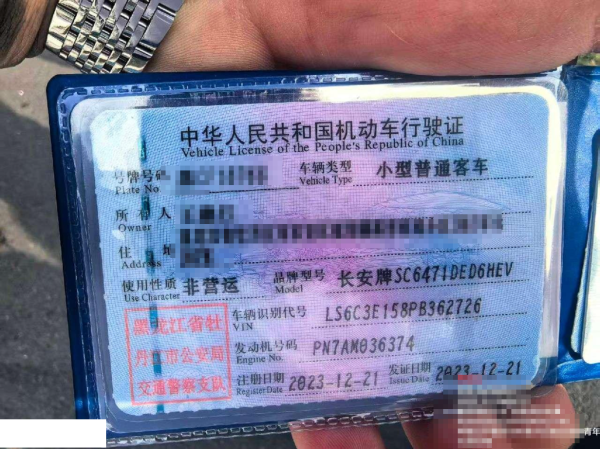 中华人民共和国机动车行驶证
Vehicle License of the People's Republic of China
号牌号码
Plate No
车辆类型 小型普通客车
Vehicle Type
所有人
Owner
住址
Address
使用性质 非营运
Use Character
品牌型号 长安牌SC6471DED6HEV
Model
车辆识别代号 LS6C3E158PB362726
VIN
发动机号码 PN7AM036374
Engine No.
黑龙江省牡
丹江市公安局
交通警察支队
注册日期 2023-12-21
Register Date
发证日期 2023-12-21
Issue Date
青年